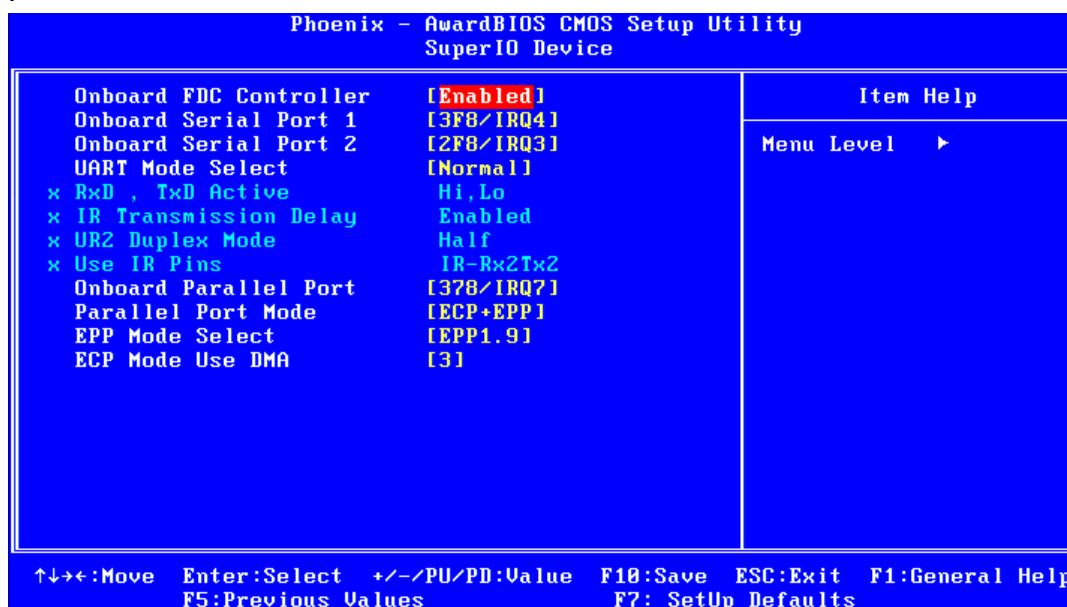 Phoenix - AwardBIOS CMOS Setup Utility
SuperIO Device
Onboard FDC Controller [Enabled]
Onboard Serial Port 1 [3F8/IRQ4]
Onboard Serial Port 2 [2F8/IRQ3]
UART Mode Select [Normal]
x RxD , TxD Active Hi,Lo
x IR Transmission Delay Enabled
x UR2 Duplex Mode Half
x Use IR Pins IR-Rx2Tx2
Onboard Parallel Port [378/IRQ7]
Parallel Port Mode [ECP+EPP]
EPP Mode Select [EPP1.9]
ECP Mode Use DMA [3]
Item Help
Menu Level ►
↑↓→←:Move Enter:Select +/-/PU/PD:Value F10:Save ESC:Exit F1:General Help
F5:Previous Values F7: SetUp Defaults